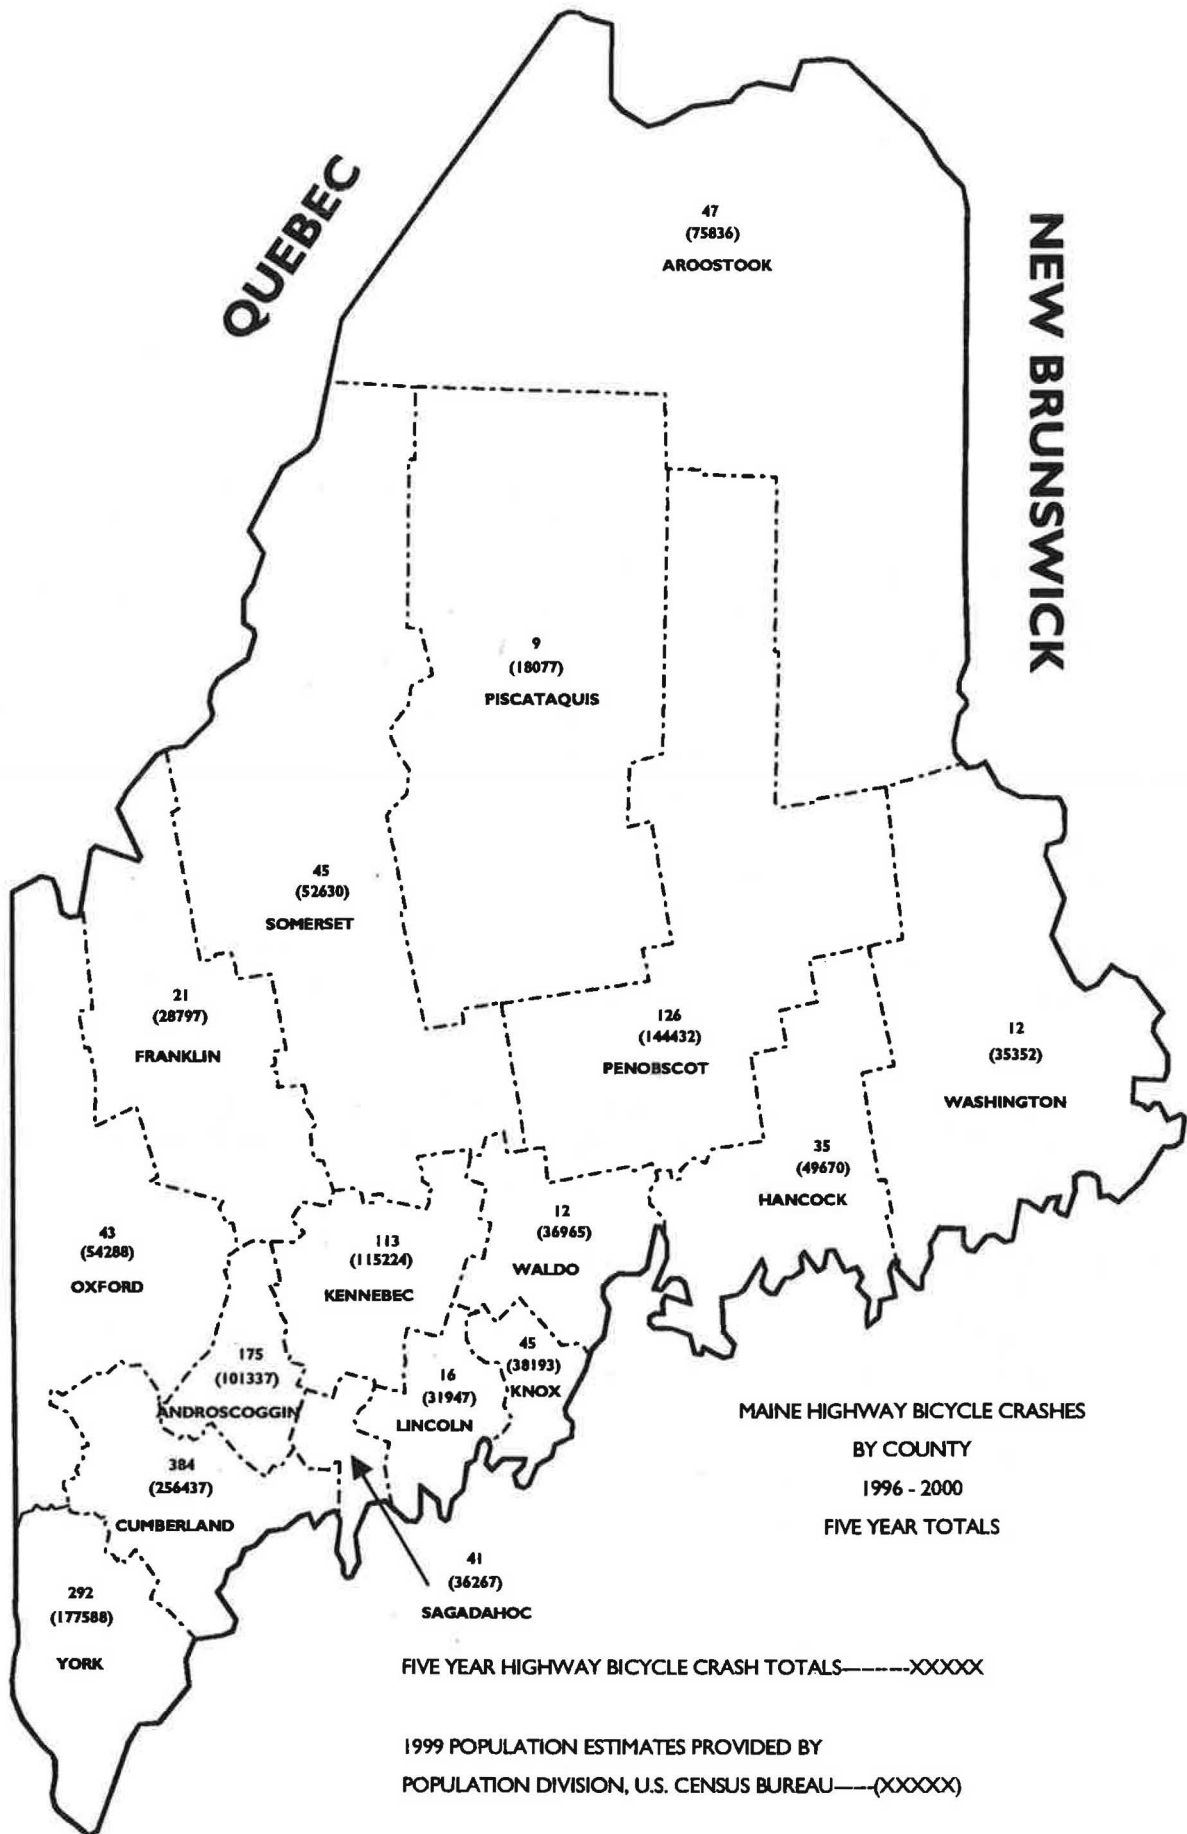 QUEBEC
NEW BRUNSWICK
47
(75836)
AROOSTOOK
9
(18077)
PISCATAQUIS
45
(52630)
SOMERSET
21
(28797)
FRANKLIN
126
(144432)
PENOBSCOT
12
(35352)
WASHINGTON
35
(49670)
HANCOCK
43
(54288)
OXFORD
113
(115224)
KENNEBEC
12
(36965)
WALDO
175
(101337)
ANDROSCOGGIN
16
(31947)
LINCOLN
45
(38193)
KNOX
384
(256437)
CUMBERLAND
41
(36267)
SAGADAHOC
292
(177588)
YORK
MAINE HIGHWAY BICYCLE CRASHES
BY COUNTY
1996 - 2000
FIVE YEAR TOTALS
FIVE YEAR HIGHWAY BICYCLE CRASH TOTALS------XXXXX
1999 POPULATION ESTIMATES PROVIDED BY
POPULATION DIVISION, U.S. CENSUS BUREAU----(XXXXX)